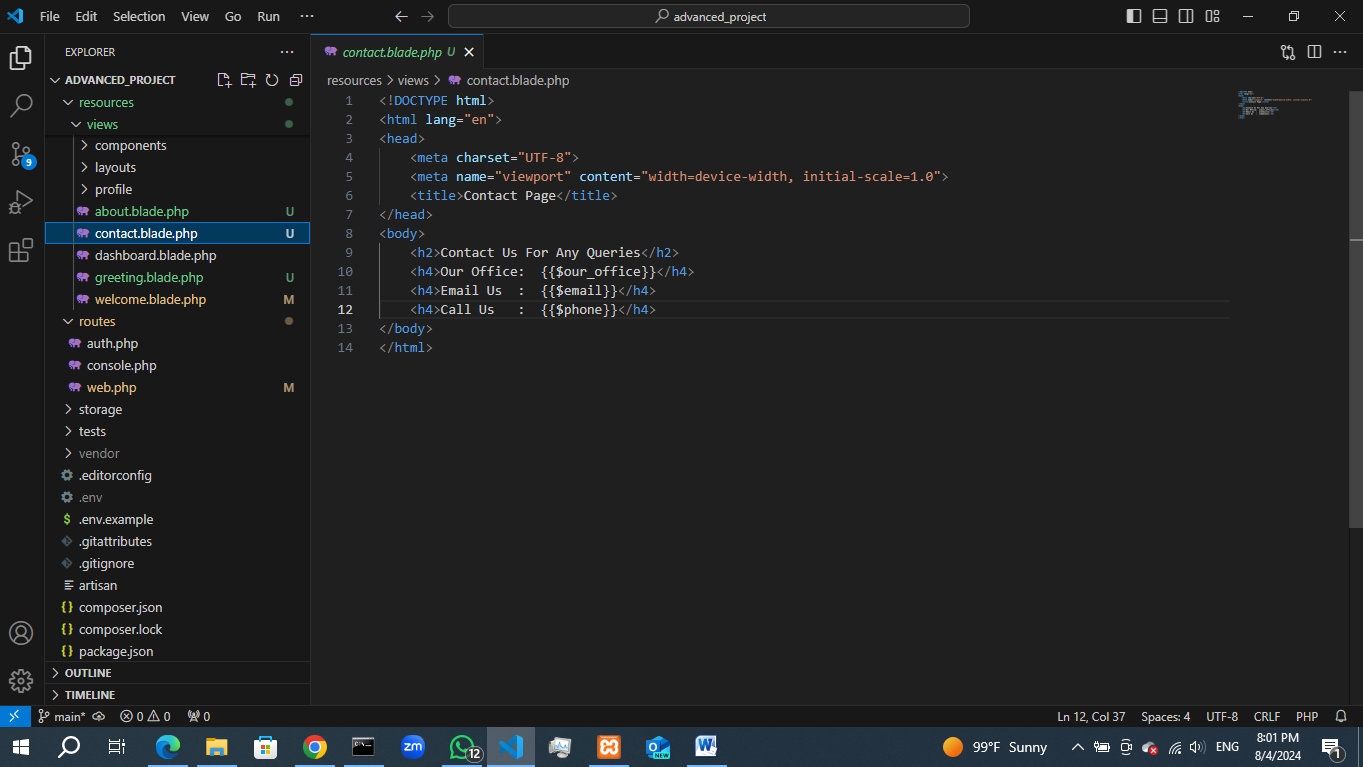 File Edit Selection View Go Run ···
advanced_project
EXPLORER
ADVANCED_PROJECT
resources
views
components
layouts
profile
about.blade.php U
contact.blade.php U
dashboard.blade.php
greeting.blade.php U
welcome.blade.php M
routes
auth.php
console.php
web.php M
storage
tests
vendor
.editorconfig
.env
.env.example
.gitattributes
.gitignore
artisan
composer.json
composer.lock
package.json
OUTLINE
TIMELINE
9
contact.blade.php U
resources > views > contact.blade.php
1 <!DOCTYPE html>
2 <html lang="en">
3 <head>
4 <meta charset="UTF-8">
5 <meta name="viewport" content="width=device-width, initial-scale=1.0">
6 <title>Contact Page</title>
7 </head>
8 <body>
9 <h2>Contact Us For Any Queries</h2>
10 <h4>Our Office:  {{$our_office}}</h4>
11 <h4>Email Us  :  {{$email}}</h4>
12 <h4>Call Us   :  {{$phone}}</h4>
13 </body>
14 </html>
main* 0 0 0
Ln 12, Col 37 Spaces: 4 UTF-8 CRLF PHP
zm
12
NEW
W
99°F Sunny
ENG
8:01 PM
8/4/2024
1